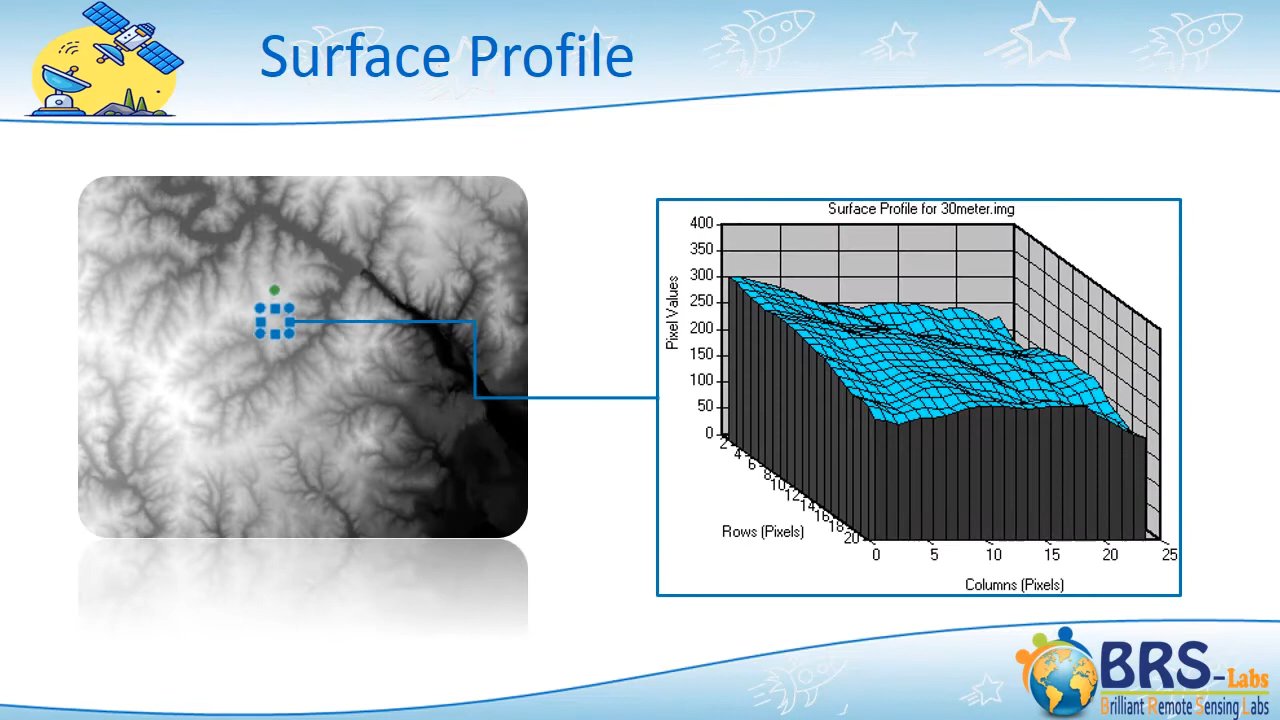 Surface Profile
Surface Profile for 30meter.img
Pixel Values
400
350
300
250
200
150
100
50
0
2
4
6
8
10
12
14
16
18
20
Rows (Pixels)
0 5 10 15 20 25
Columns (Pixels)
BRS-Labs
Brilliant Remote Sensing Labs